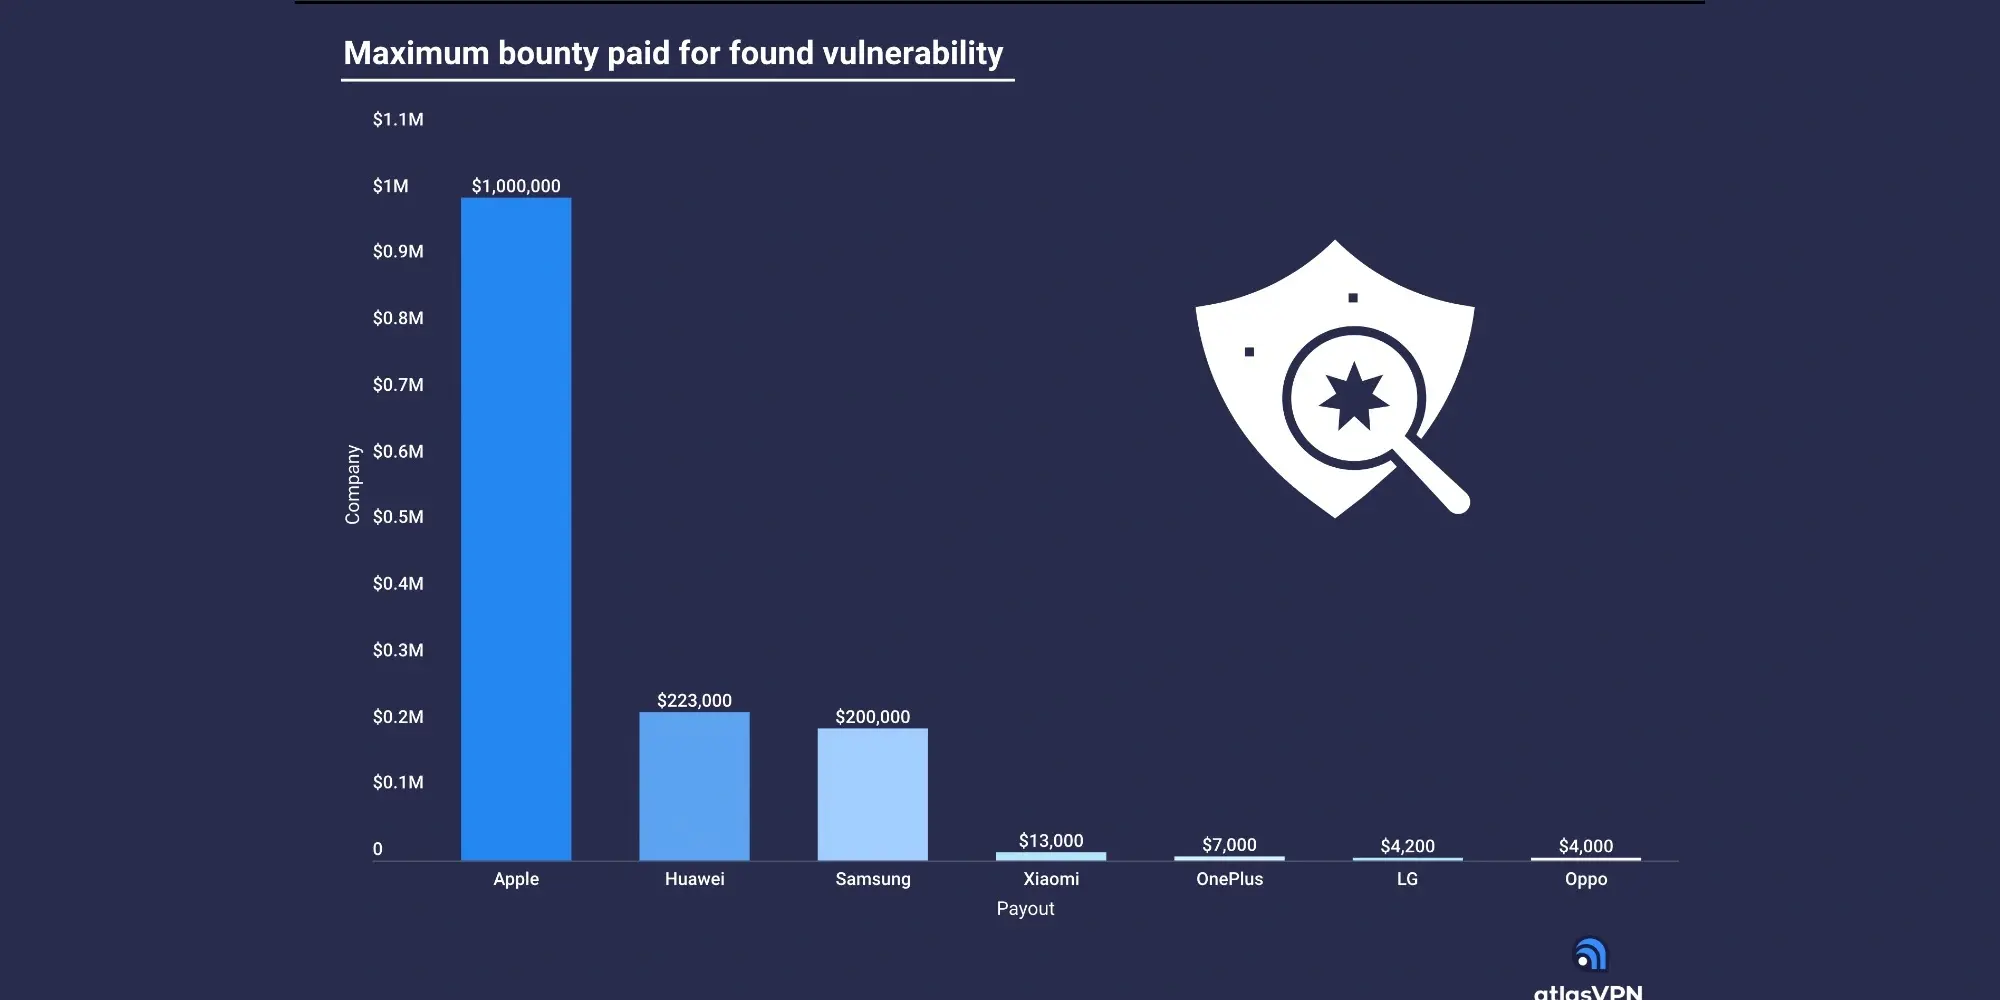 Maximum bounty paid for found vulnerability
$1.1M
$1M
$0.9M
$0.8M
$0.7M
$0.6M
$0.5M
$0.4M
$0.3M
$0.2M
$0.1M
0
Company
$1,000,000
$223,000
$200,000
$13,000
$7,000
$4,200
$4,000
Apple
Huawei
Samsung
Xiaomi
OnePlus
LG
Oppo
Payout
atlasVPN